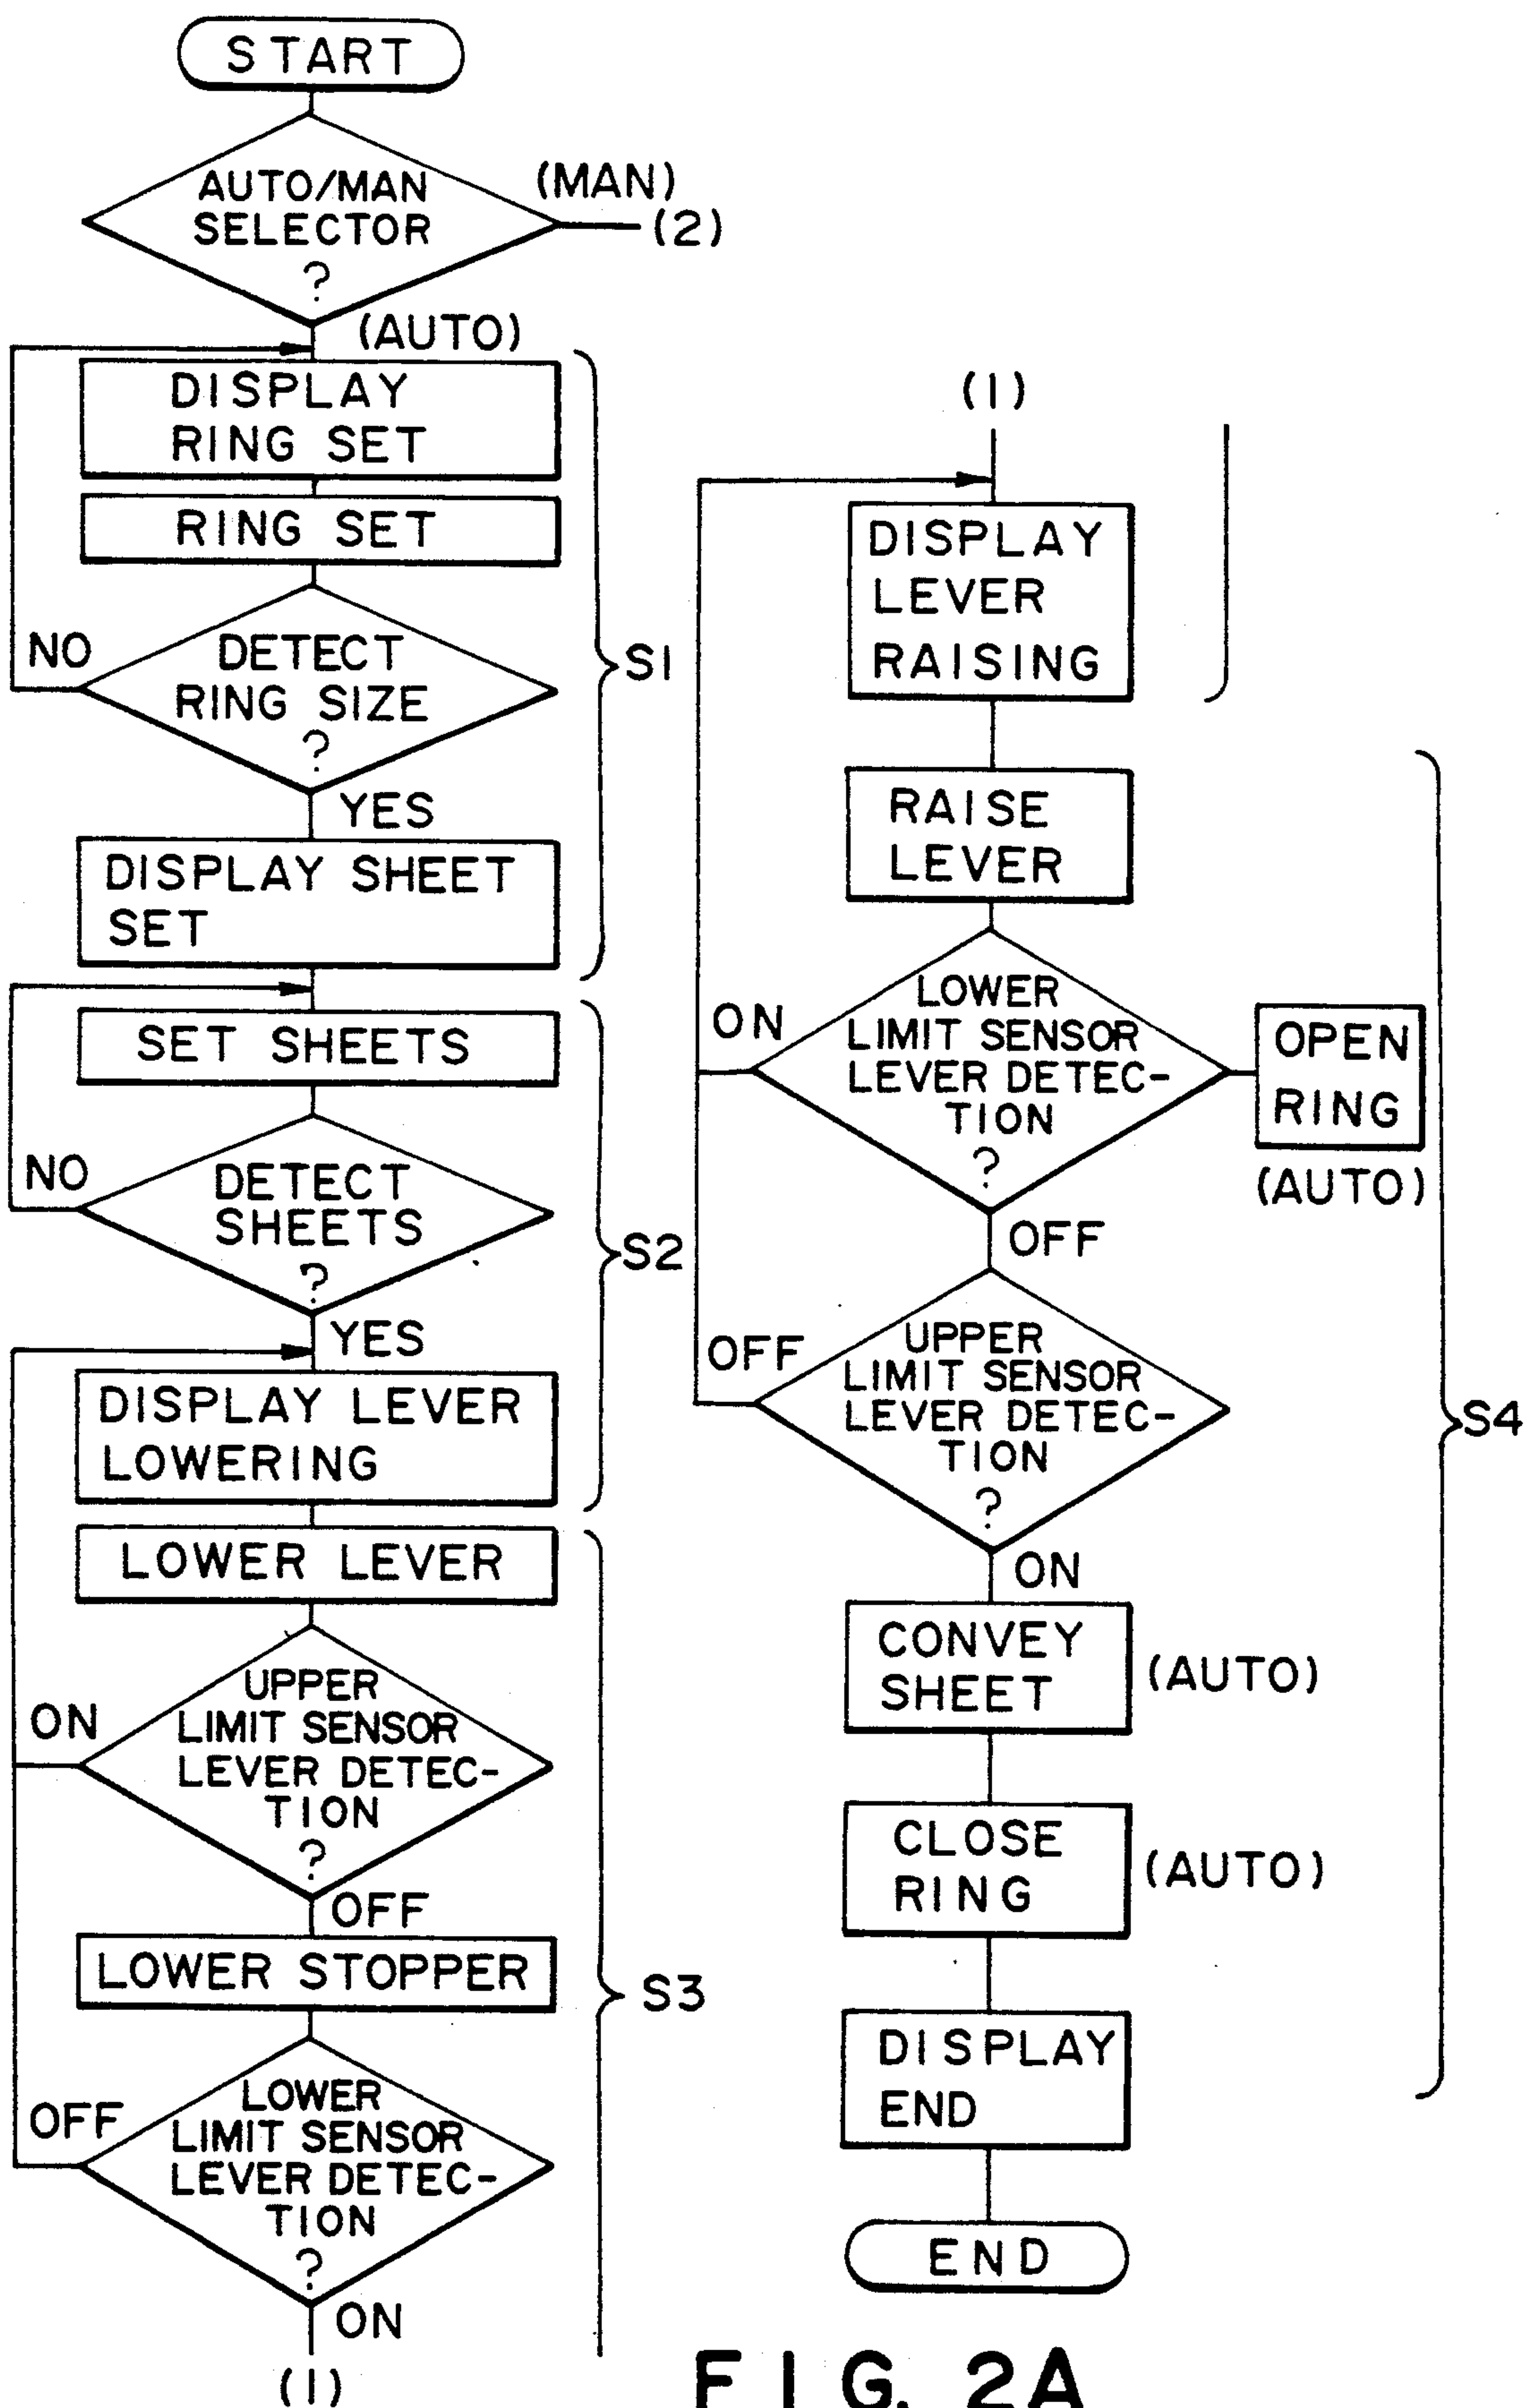 START
AUTO/MAN
SELECTOR
?
(MAN)
(2)
(AUTO)
DISPLAY
RING SET
RING SET
NO
DETECT
RING SIZE
?
YES
DISPLAY SHEET
SET
S1
SET SHEETS
NO
DETECT
SHEETS
?
YES
DISPLAY LEVER
LOWERING
S2
LOWER LEVER
ON
UPPER
LIMIT SENSOR
LEVER DETEC-
TION
?
OFF
LOWER STOPPER
S3
OFF
LOWER
LIMIT SENSOR
LEVER DETEC-
TION
?
ON
(1)
(1)
DISPLAY
LEVER
RAISING
RAISE
LEVER
ON
LOWER
LIMIT SENSOR
LEVER DETEC-
TION
?
OPEN
RING
(AUTO)
OFF
OFF
UPPER
LIMIT SENSOR
LEVER DETEC-
TION
?
S4
ON
CONVEY
SHEET
(AUTO)
CLOSE
RING
(AUTO)
DISPLAY
END
END
FIG. 2A